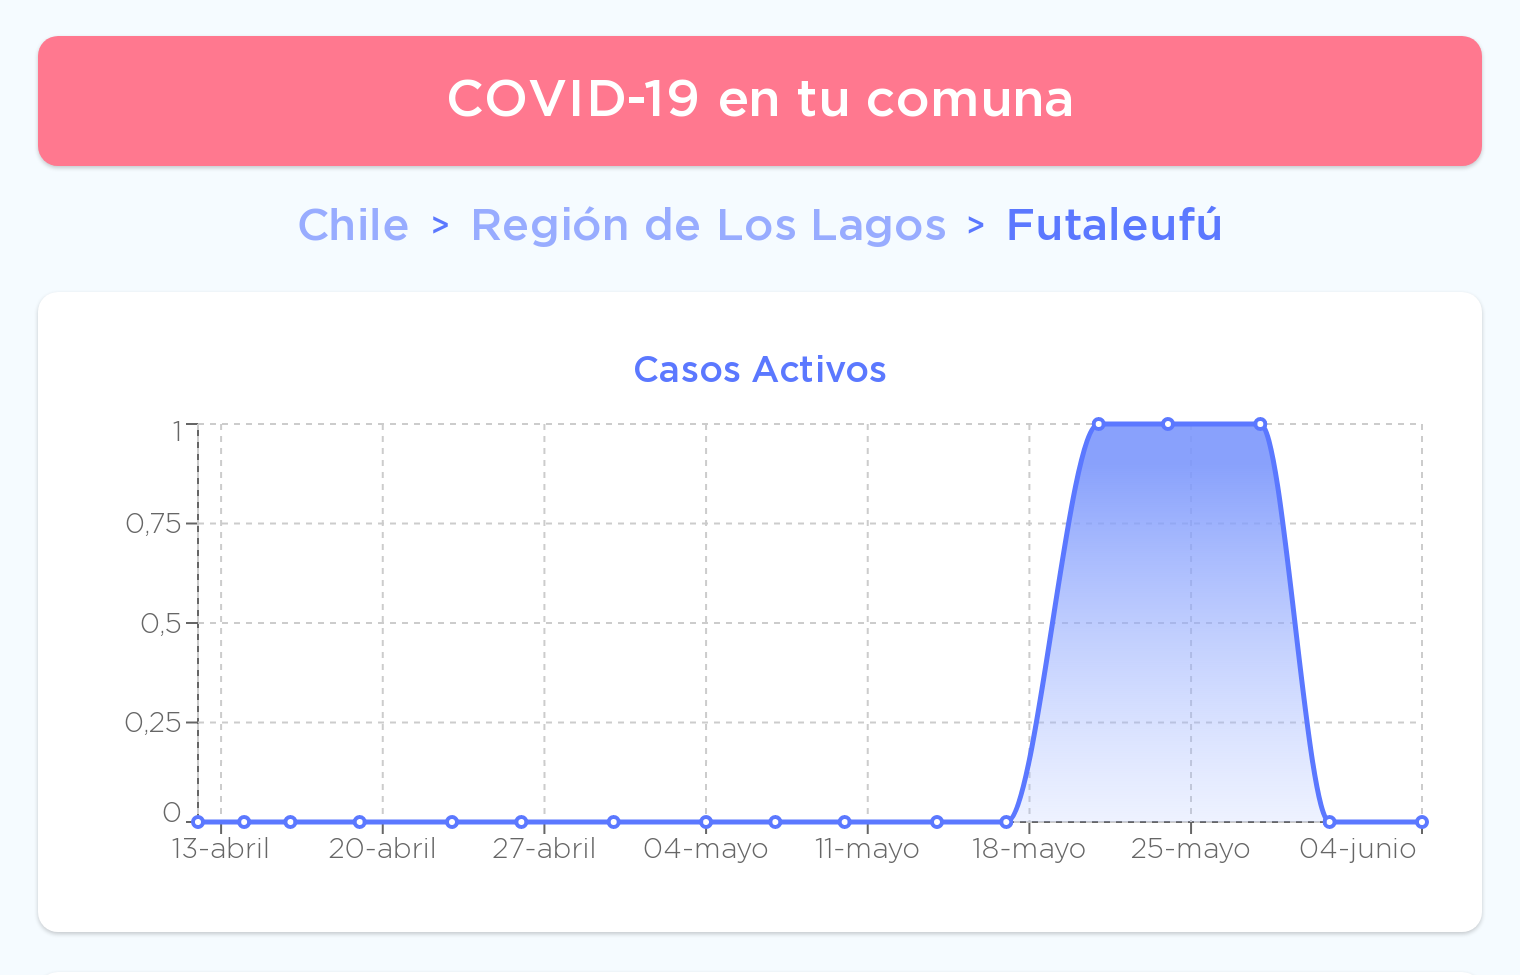 COVID-19 en tu comuna
Chile > Región de Los Lagos > Futaleufú
Casos Activos
1
0,75
0,5
0,25
0
13-abril 20-abril 27-abril 04-mayo 11-mayo 18-mayo 25-mayo 04-junio